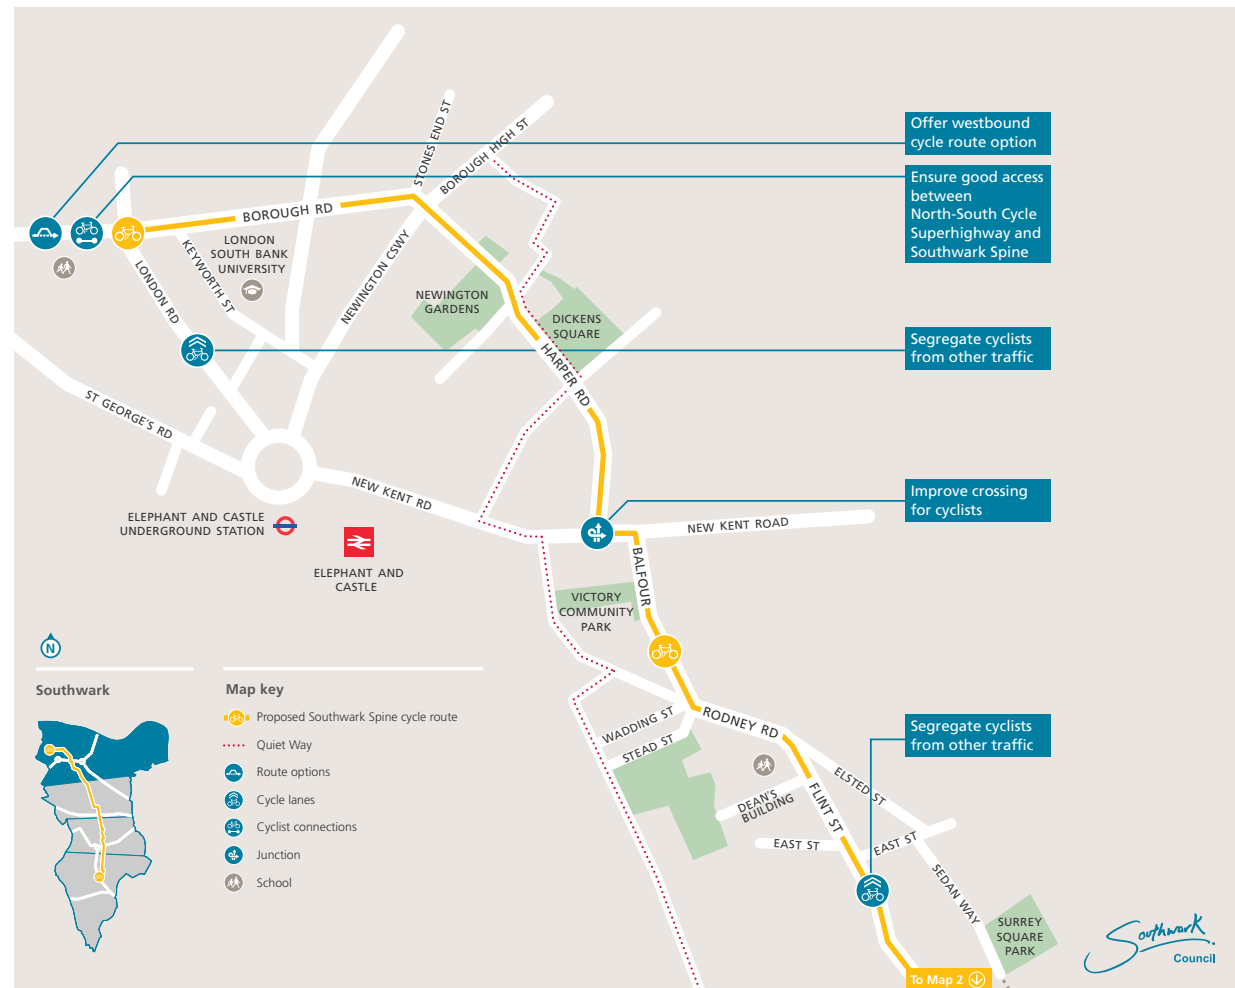 Offer westbound
cycle route option
Ensure good access
between
North-South Cycle
Superhighway and
Southwark Spine
STONES END ST
BOROUGH HIGH ST
BOROUGH RD
LONDON
SOUTH BANK
UNIVERSITY
KEYWORTH ST
LONDON RD
NEWINGTON CSWY
NEWINGTON
GARDENS
DICKENS
SQUARE
HARPER RD
Segregate cyclists
from other traffic
ST GEORGE'S RD
NEW KENT RD
Improve crossing
for cyclists
NEW KENT ROAD
ELEPHANT AND CASTLE
UNDERGROUND STATION
ELEPHANT AND
CASTLE
BALFOUR
VICTORY
COMMUNITY
PARK
N
Southwark
Map key
Proposed Southwark Spine cycle route
Quiet Way
Route options
Cycle lanes
Cyclist connections
Junction
School
WADDING ST
STEAD ST
RODNEY RD
Segregate cyclists
from other traffic
ELSTED ST
DEAN'S
BUILDING
FLINT ST
EAST ST
EAST ST
SEDAN WAY
SURREY
SQUARE
PARK
To Map 2
Southwark
Council